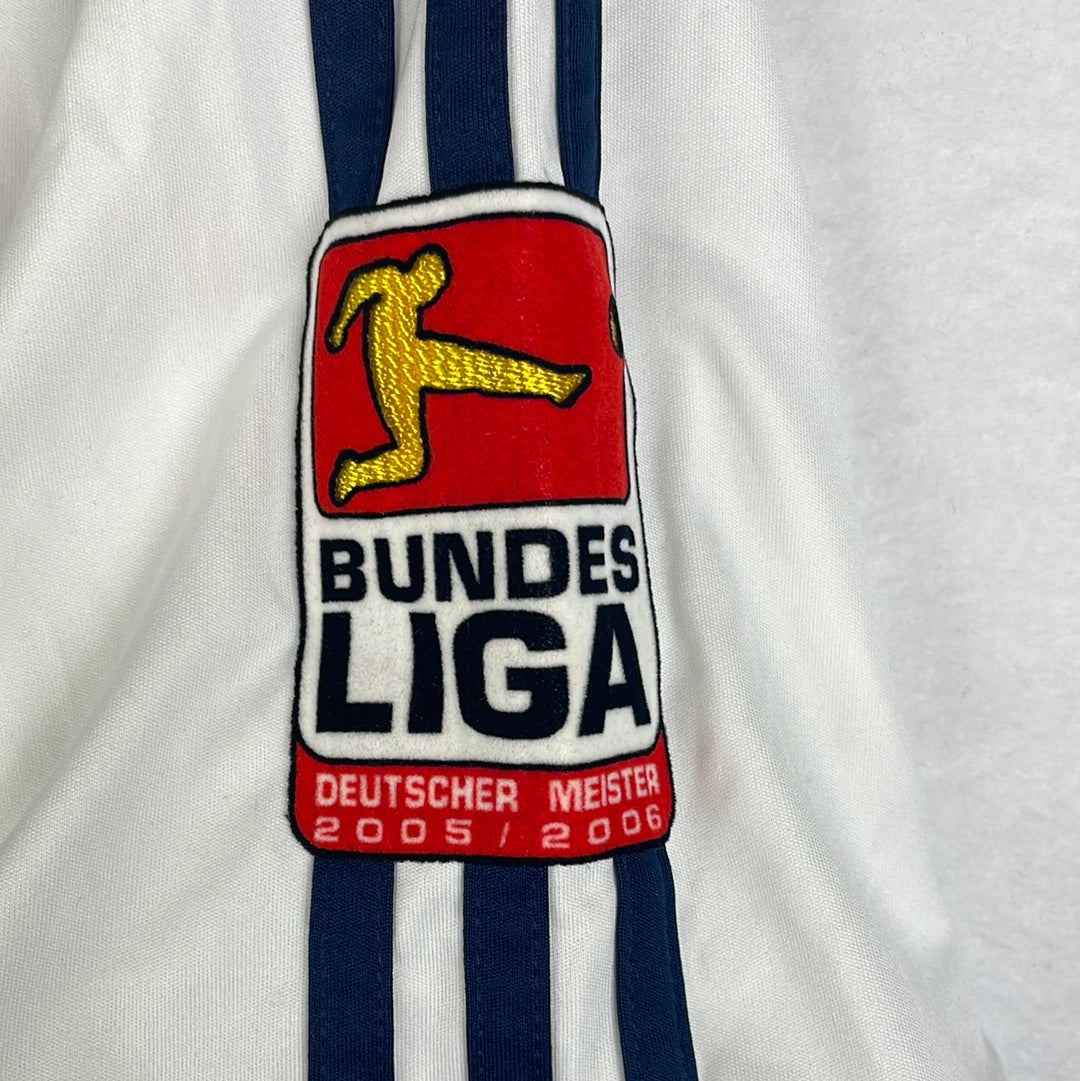 BUNDES
LIGA
DEUTSCHER MEISTER
2005 / 2006